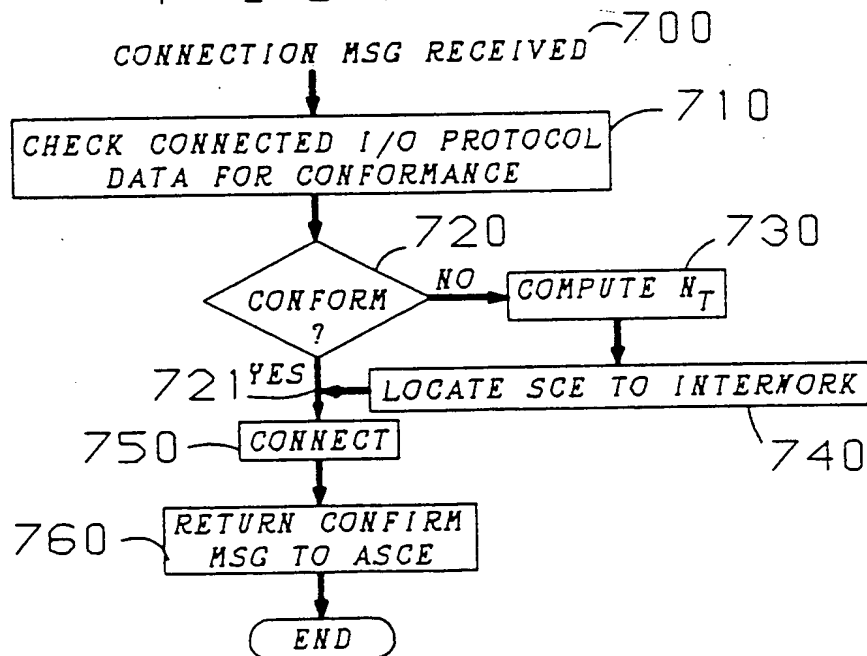 CONNECTION MSG RECEIVED 700
710
CHECK CONNECTED I/O PROTOCOL
DATA FOR CONFORMANCE
720
730
CONFORM
?
NO
COMPUTE N_T
721
YES
LOCATE SCE TO INTERWORK
750
CONNECT
740
760
RETURN CONFIRM
MSG TO ASCE
END